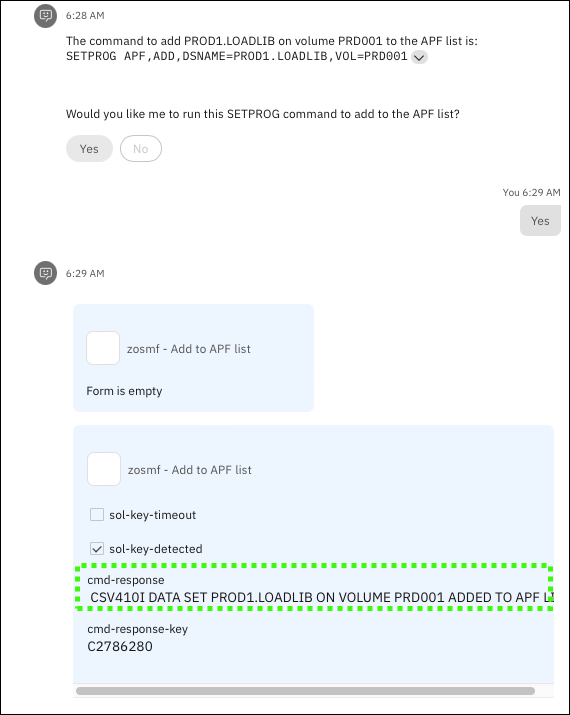 6:28 AM
The command to add PROD1.LOADLIB on volume PRD001 to the APF list is:
SETPROG APF,ADD,DSNAME=PROD1.LOADLIB,VOL=PRD001
Would you like me to run this SETPROG command to add to the APF list?
Yes No
You 6:29 AM
Yes
6:29 AM
zosmf - Add to APF list
Form is empty
zosmf - Add to APF list
sol-key-timeout
sol-key-detected
cmd-response
CSV410I DATA SET PROD1.LOADLIB ON VOLUME PRD001 ADDED TO APF LI
cmd-response-key
C2786280